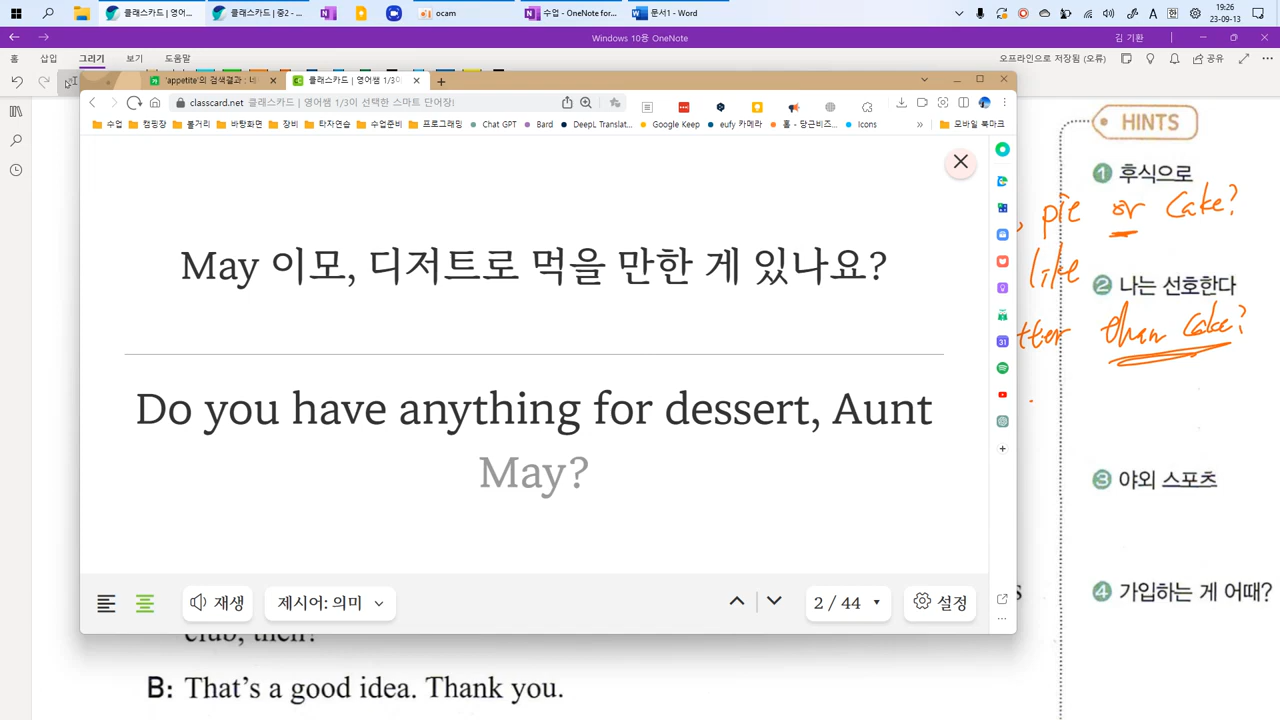 클래스카드 | 영어...
클래스카드 | 중2 - ...
ocam
수업 - OneNote for ...
문서1 - Word
A
한
19:26
23-09-13
Windows 10용 OneNote
김 기환
홈
삽입
그리기
보기
도움말
오프라인으로 저장됨 (오류)
공유
'appetite'의 검색결과 : 네
클래스카드 | 영어쌤 1/3이
classcard.net 클래스카드 | 영어쌤 1/3이 선택한 스마트 단어장!
수업
캠핑장
볼거리
바탕화면
장비
타자연습
수업준비
프로그래밍
Chat GPT
Bard
DeepL Translat...
Google Keep
eufy 카메라
홈 - 당근비즈...
Icons
»
모바일 북마크
May 이모, 디저트로 먹을 만한 게 있나요?
Do you have anything for dessert, Aunt
May?
재생
제시어: 의미
2 / 44
설정
31
HINTS
1 후식으로
, pie or cake?
like
2 나는 선호한다
tter than cake?
3 야외 스포츠
4 가입하는 게 어때?
s
club, then?
B: That's a good idea. Thank you.